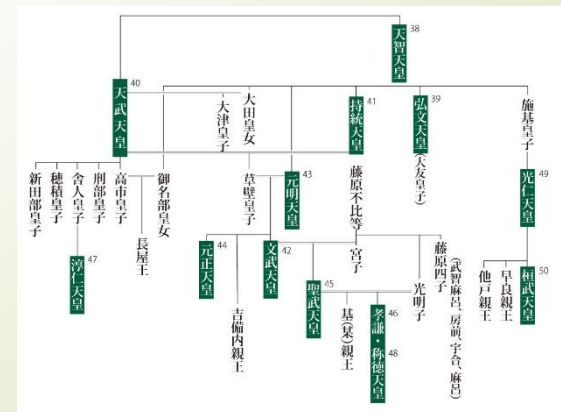 38
天智天皇
40
天武天皇
大田皇女
大津皇子
41
持統天皇
39
弘文天皇(大友皇子)
施基皇子
新田部皇子
穂積皇子
舎人皇子
刑部皇子
高市皇子
御名部皇女
長屋王
草壁皇子
43
元明天皇
藤原不比等
49
光仁天皇
47
淳仁天皇
44
元正天皇
吉備内親王
42
文武天皇
宮子
光明子
藤原四子
(武智麻呂、房前、宇合、麻呂)
45
聖武天皇
基(某)親王
46
孝謙・称徳天皇
48
他戸親王
早良親王
50
桓武天皇